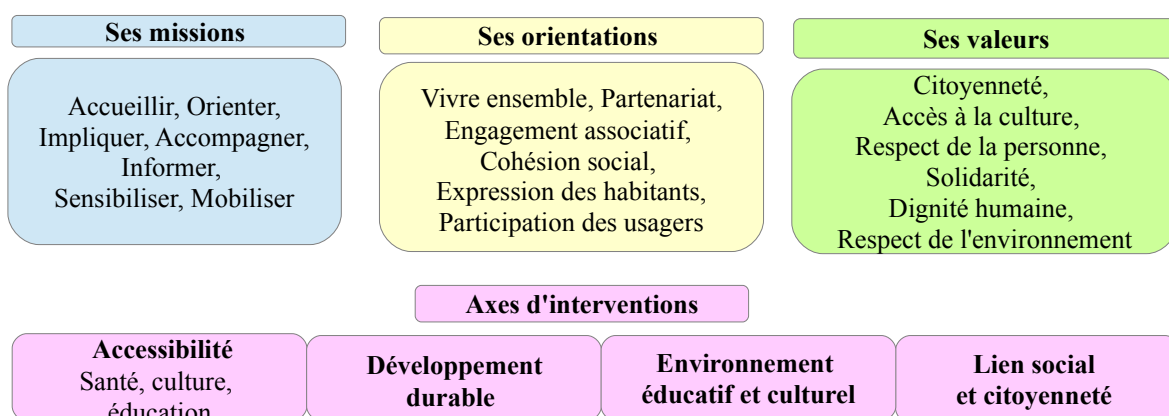 Ses missions
Accueillir, Orienter,
Impliquer, Accompagner,
Informer,
Sensibiliser, Mobiliser
Ses orientations
Vivre ensemble, Partenariat,
Engagement associatif,
Cohésion social,
Expression des habitants,
Participation des usagers
Ses valeurs
Citoyenneté,
Accès à la culture,
Respect de la personne,
Solidarité,
Dignité humaine,
Respect de l'environnement
Axes d'interventions
Accessibilité
Santé, culture,
éducation
Développement
durable
Environnement
éducatif et culturel
Lien social
et citoyenneté